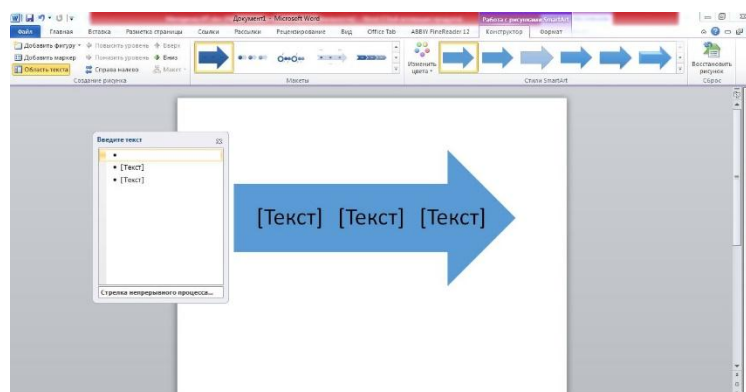 Документ1 - Microsoft Word
Работа с рисунками SmartArt
Файл Главная Вставка Разметка страницы Ссылки Рассылки Рецензирование Вид Office Tab ABBYY FineReader 12 Конструктор Формат
Добавить фигуру Повысить уровень Вверх
Добавить маркер Понизить уровень Вниз
Область текста Справа налево Макет
Создание рисунка
Макеты
Изменить цвета
Стили SmartArt
Восстановить рисунок
Сброс
Введите текст
[Текст]
[Текст]
Стрелка непрерывного процесса...
[Текст] [Текст] [Текст]